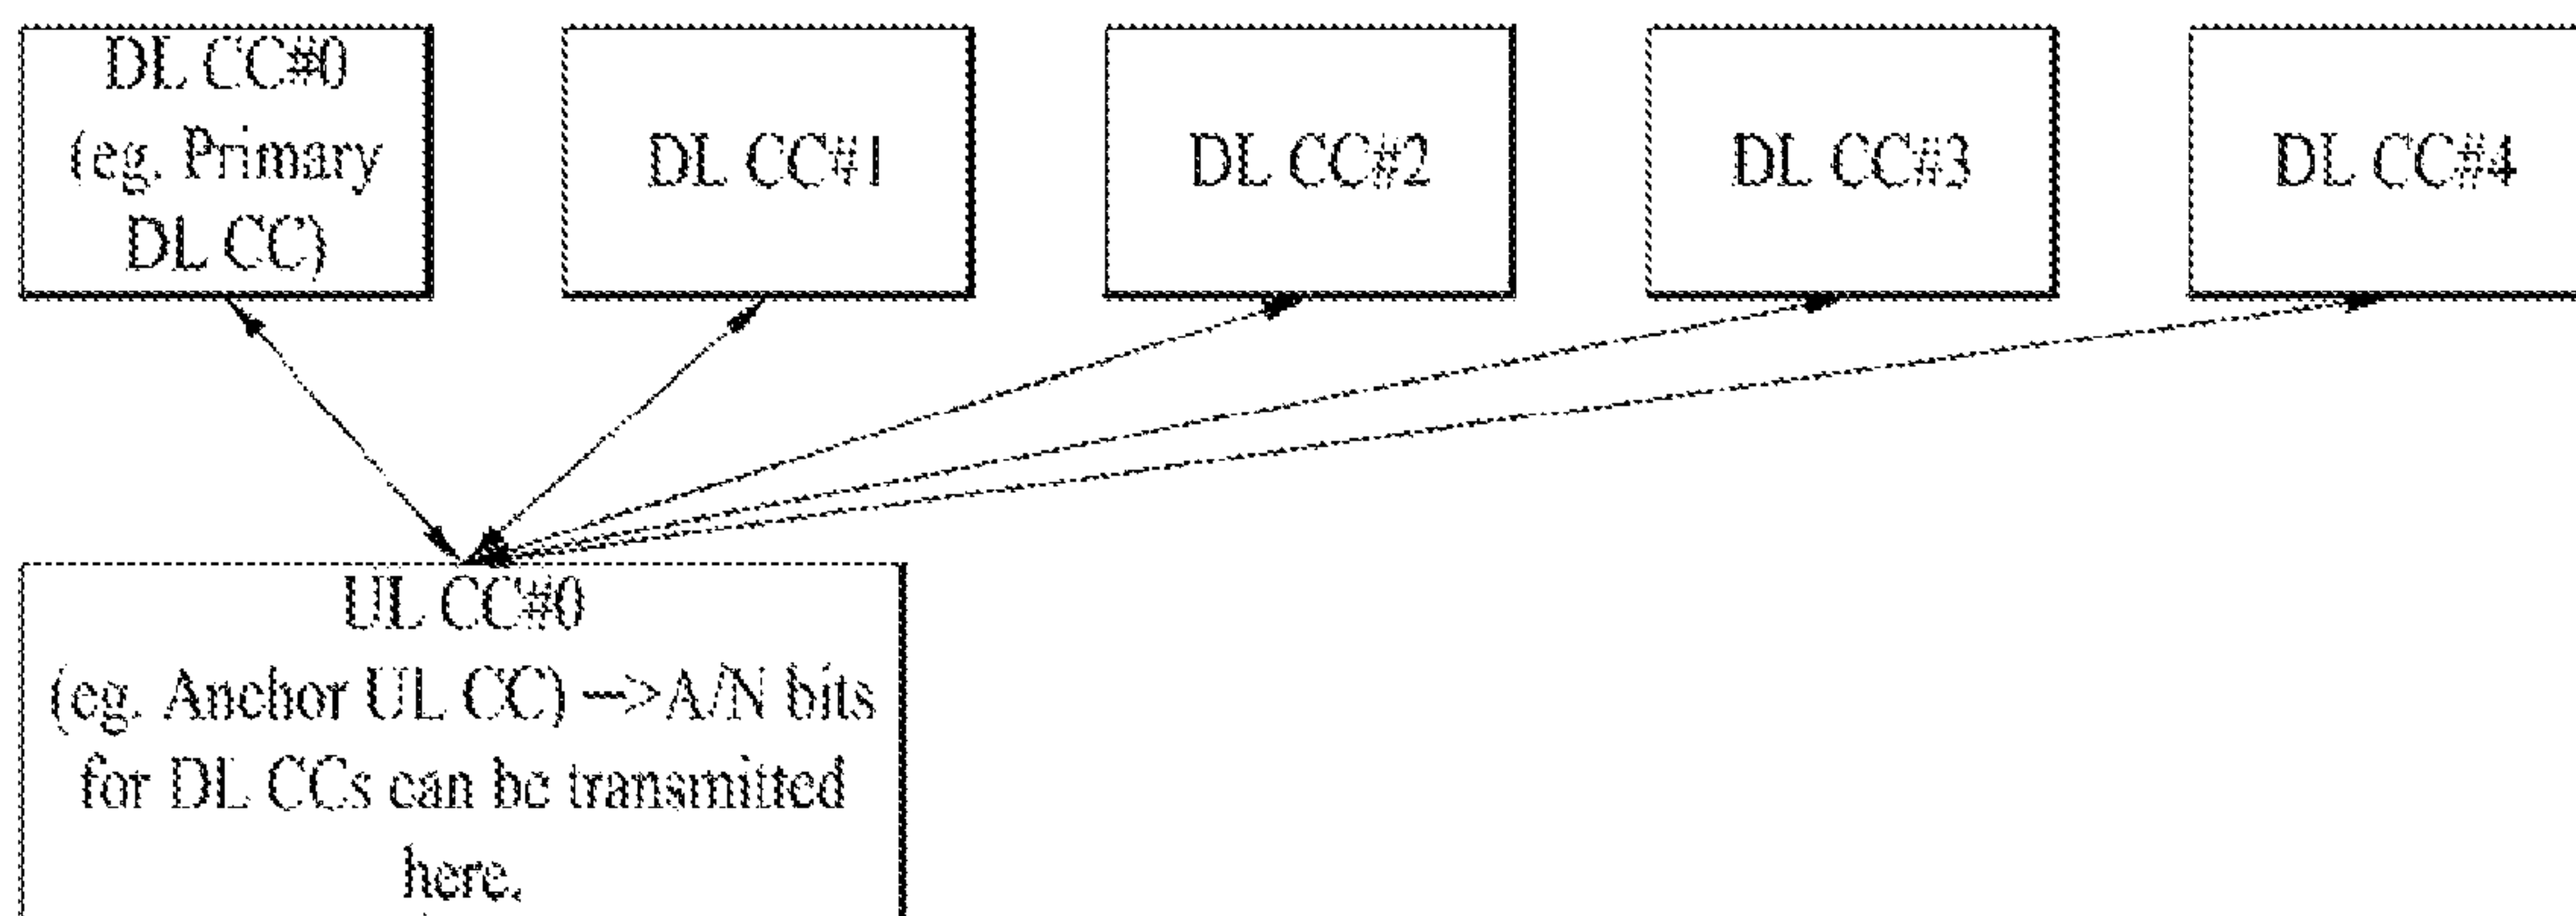 DL CC#0
(eg. Primary
DL CC)
DL CC#1
DL CC#2
DL CC#3
DL CC#4
UL CC#0
(eg. Anchor UL CC) -->A/N bits
for DL CCs can be transmitted
here.